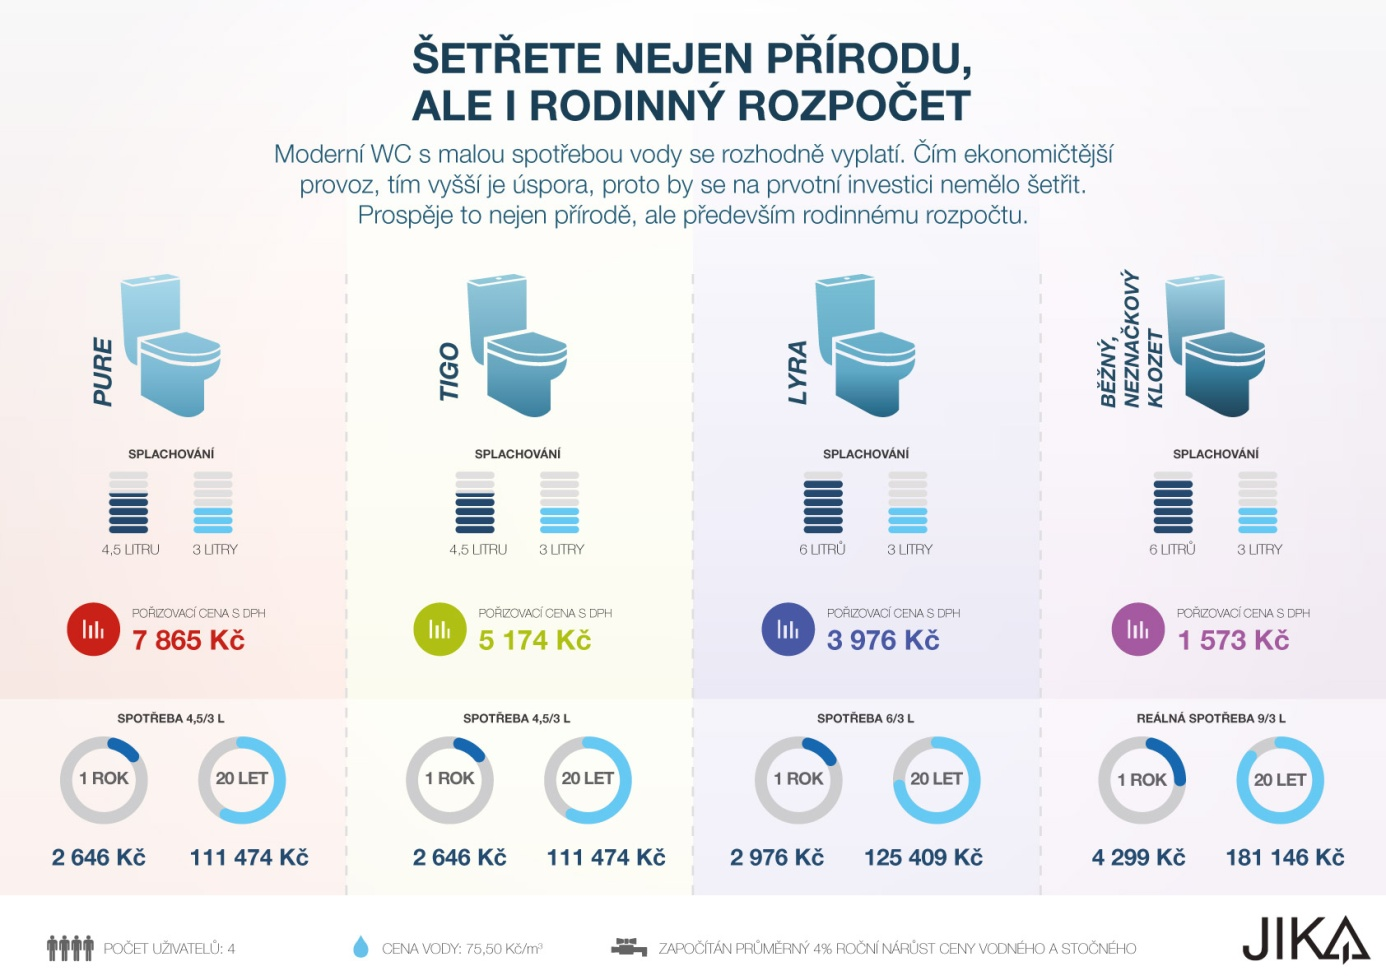 ŠETŘETE NEJEN PŘÍRODU,
ALE I RODINNÝ ROZPOČET
Moderní WC s malou spotřebou vody se rozhodně vyplatí. Čím ekonomičtější
provoz, tím vyšší je úspora, proto by se na prvotní investici nemělo šetřit.
Prospěje to nejen přírodě, ale především rodinnému rozpočtu.
PURE
SPLACHOVÁNÍ
4,5 LITRU 3 LITRY
POŘIZOVACÍ CENA S DPH
7 865 Kč
SPOTŘEBA 4,5/3 L
1 ROK 20 LET
2 646 Kč 111 474 Kč
TIGO
SPLACHOVÁNÍ
4,5 LITRU 3 LITRY
POŘIZOVACÍ CENA S DPH
5 174 Kč
SPOTŘEBA 4,5/3 L
1 ROK 20 LET
2 646 Kč 111 474 Kč
LYRA
SPLACHOVÁNÍ
6 LITRŮ 3 LITRY
POŘIZOVACÍ CENA S DPH
3 976 Kč
SPOTŘEBA 6/3 L
1 ROK 20 LET
2 976 Kč 125 409 Kč
BĚŽNÝ,
NEZNAČKOVÝ
KLOZET
SPLACHOVÁNÍ
6 LITRŮ 3 LITRY
POŘIZOVACÍ CENA S DPH
1 573 Kč
REÁLNÁ SPOTŘEBA 9/3 L
1 ROK 20 LET
4 299 Kč 181 146 Kč
POČET UŽIVATELŮ: 4
CENA VODY: 75,50 Kč/m³
ZAPOČÍTÁN PRŮMĚRNÝ 4% ROČNÍ NÁRŮST CENY VODNÉHO A STOČNÉHO
JIKA